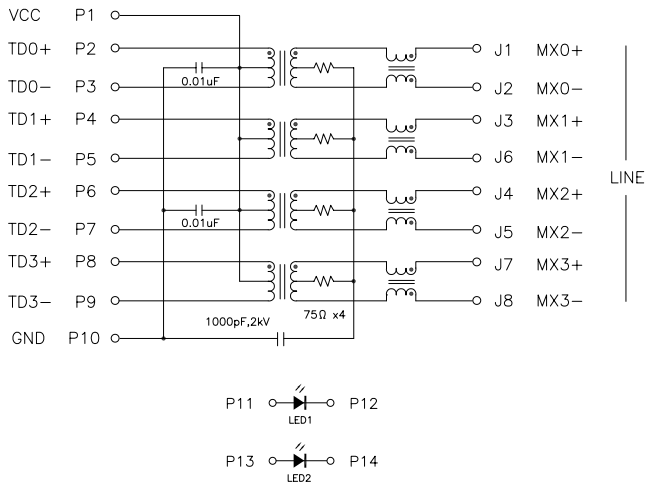 VCC P1
TD0+ P2 J1 MX0+
0.01uF
TD0- P3 J2 MX0-
TD1+ P4 J3 MX1+
TD1- P5 J6 MX1-
LINE
TD2+ P6 J4 MX2+
0.01uF
TD2- P7 J5 MX2-
TD3+ P8 J7 MX3+
TD3- P9 J8 MX3-
1000pF,2kV 75Ω x4
GND P10
P11 P12
LED1
P13 P14
LED2